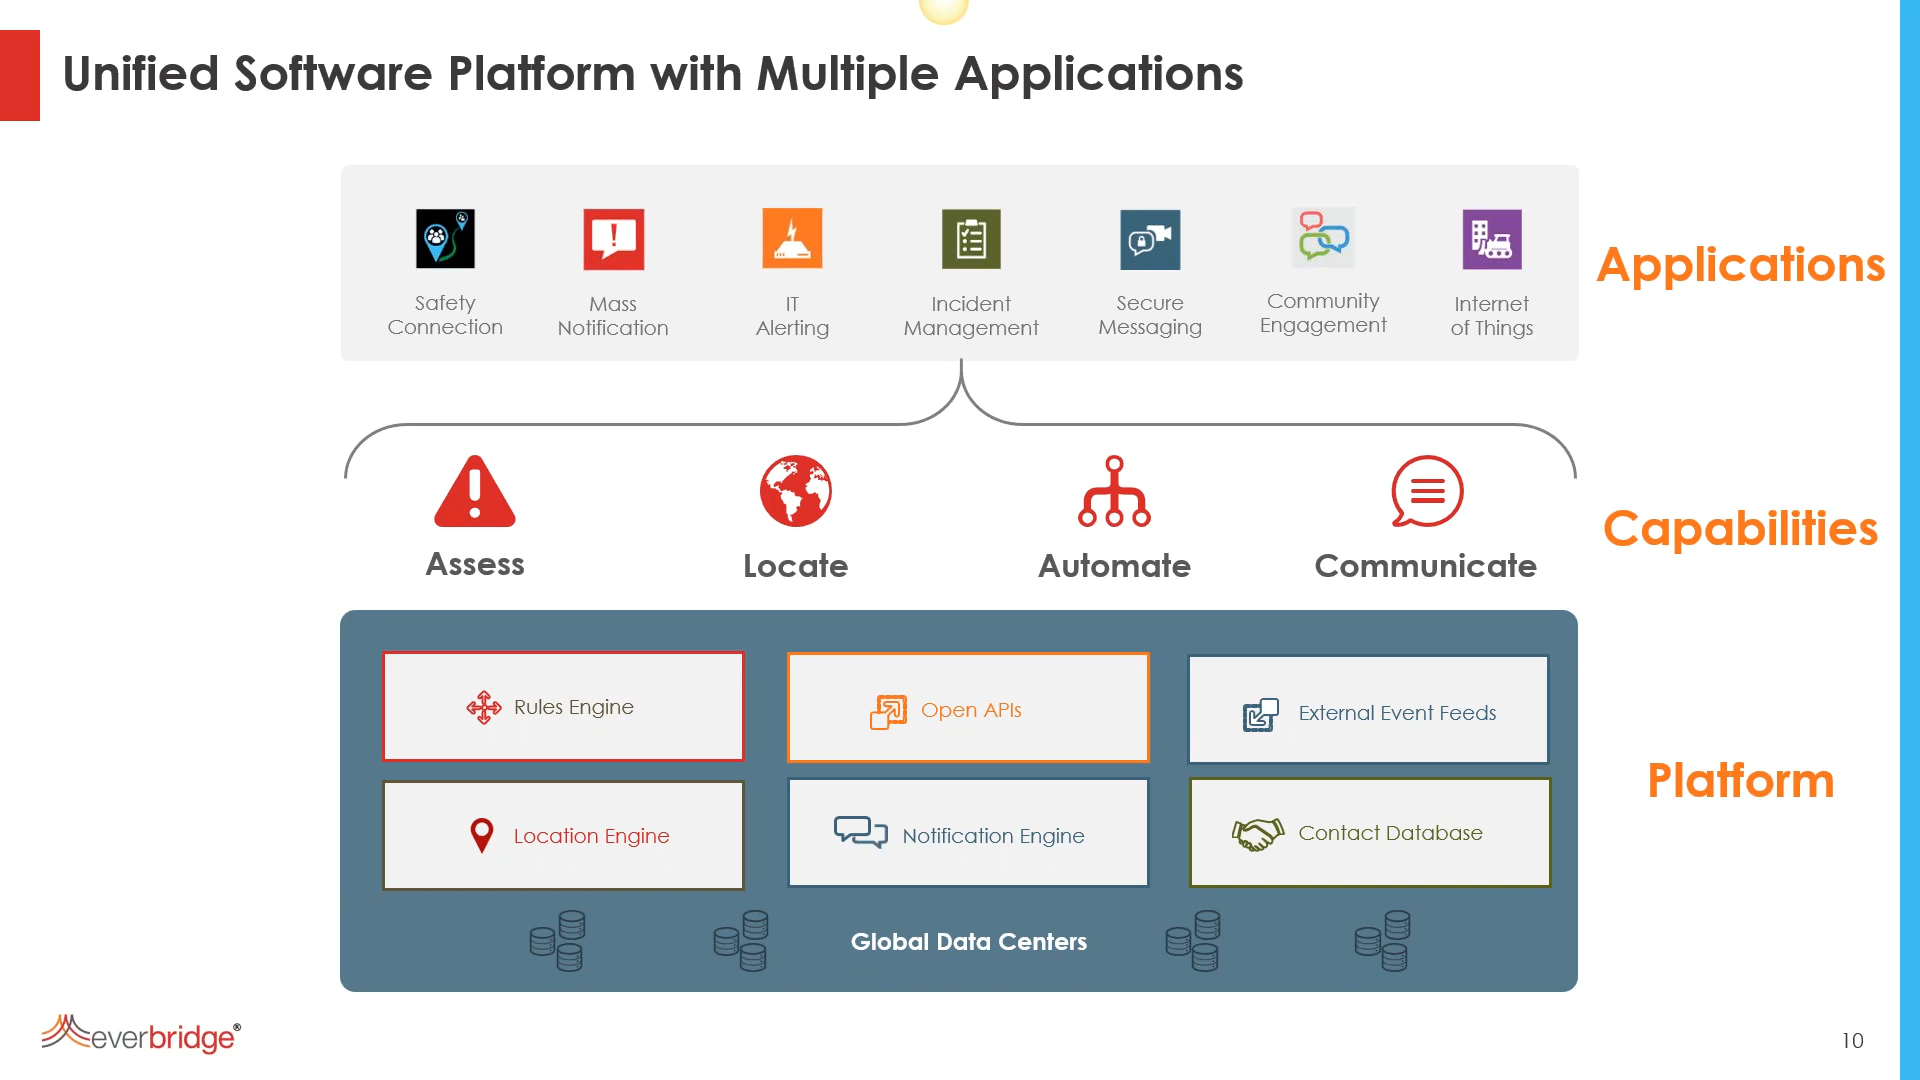 Unified Software Platform with Multiple Applications
Safety
Connection
Mass
Notification
IT
Alerting
Incident
Management
Secure
Messaging
Community
Engagement
Internet
of Things
Applications
Assess
Locate
Automate
Communicate
Capabilities
Rules Engine
Open APIs
External Event Feeds
Location Engine
Notification Engine
Contact Database
Platform
Global Data Centers
everbridge®
10